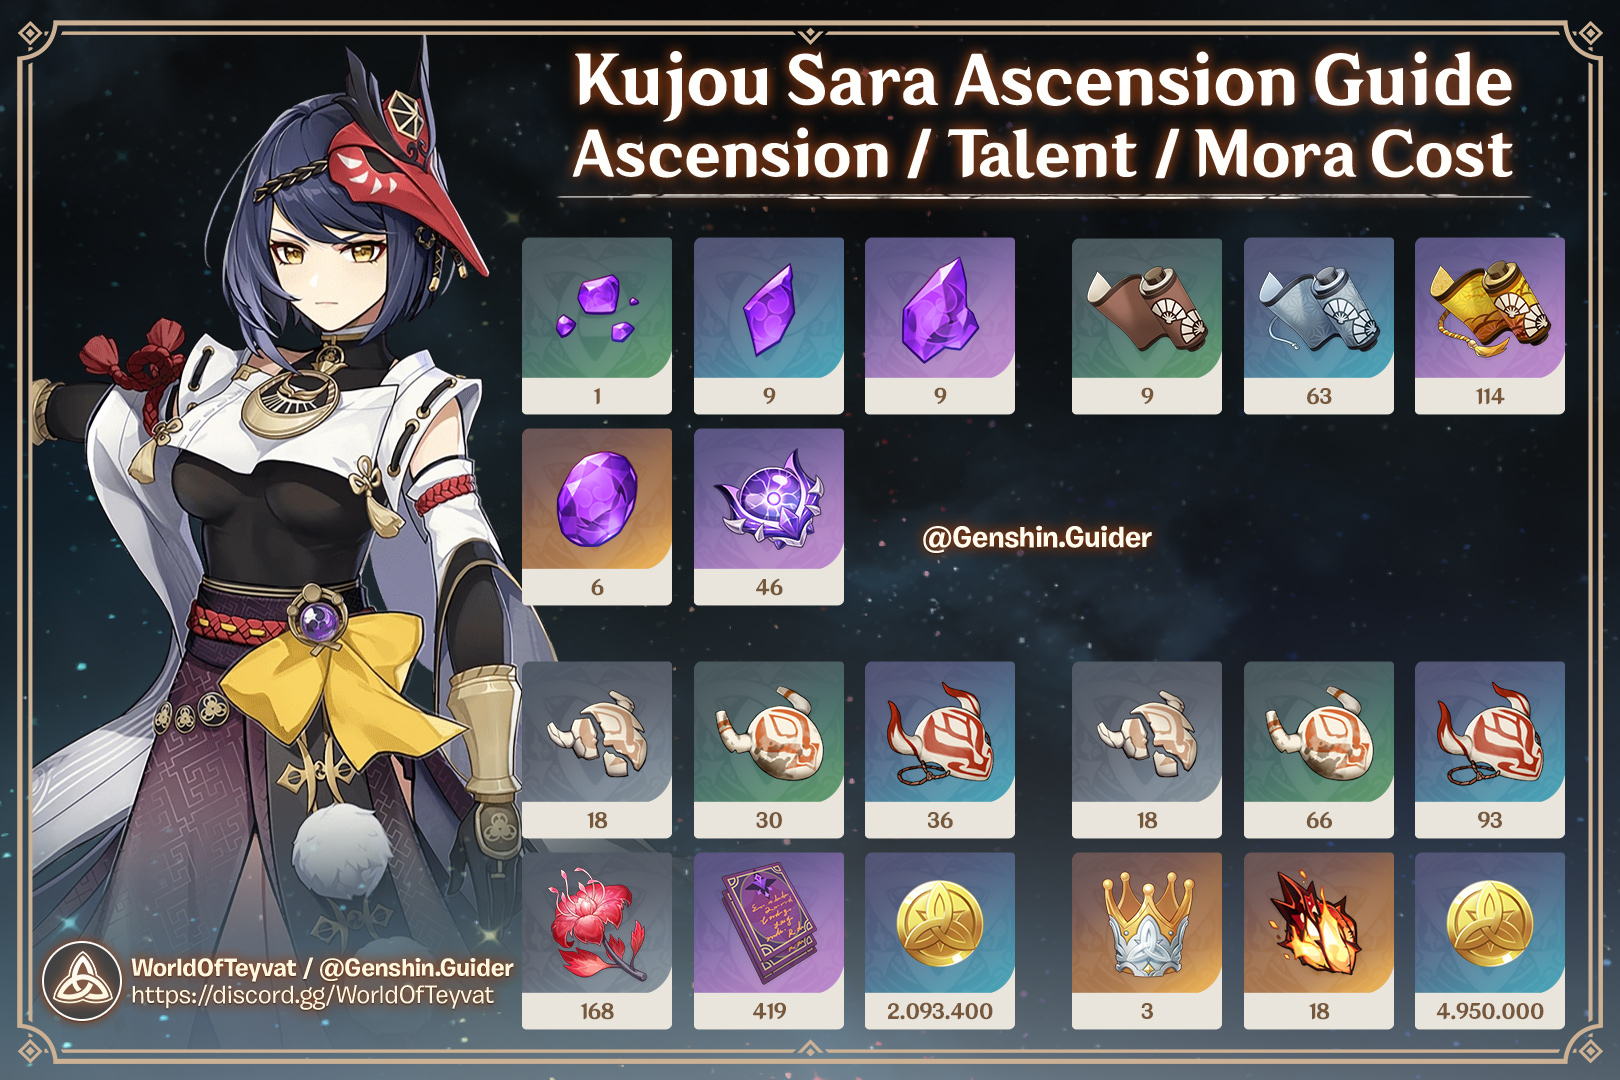 Kujou Sara Ascension Guide
Ascension / Talent / Mora Cost
1 9 9 9 63 114
6 46
@Genshin.Guider
18 30 36 18 66 93
168 419 2.093.400 3 18 4.950.000
WorldOfTeyvat / @Genshin.Guider
https://discord.gg/WorldOfTeyvat